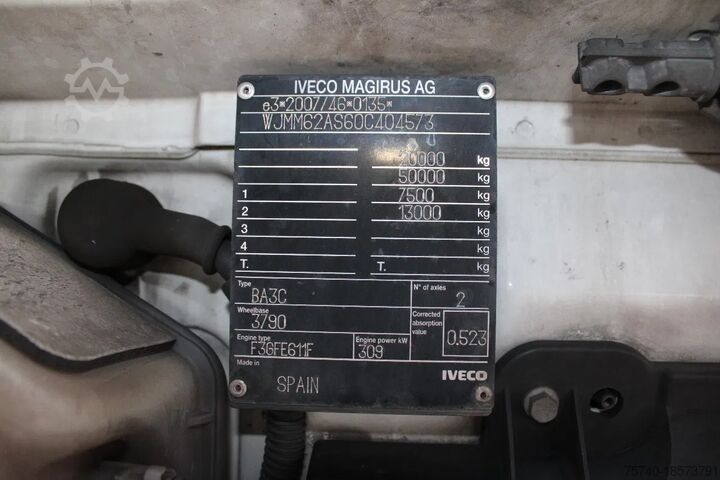 IVECO MAGIRUS AG
e3*2007/46*0135*
WJMM62AS60C404573
20000 kg
50000 kg
1 7500 kg
2 13000 kg
3 kg
4 kg
T. T. kg
Type BA3C N° of axles 2
Wheelbase 3790 Corrected absorption value 0.523
Engine type F3GFE611F Engine power kW 309
Made in SPAIN IVECO
75740-18573791